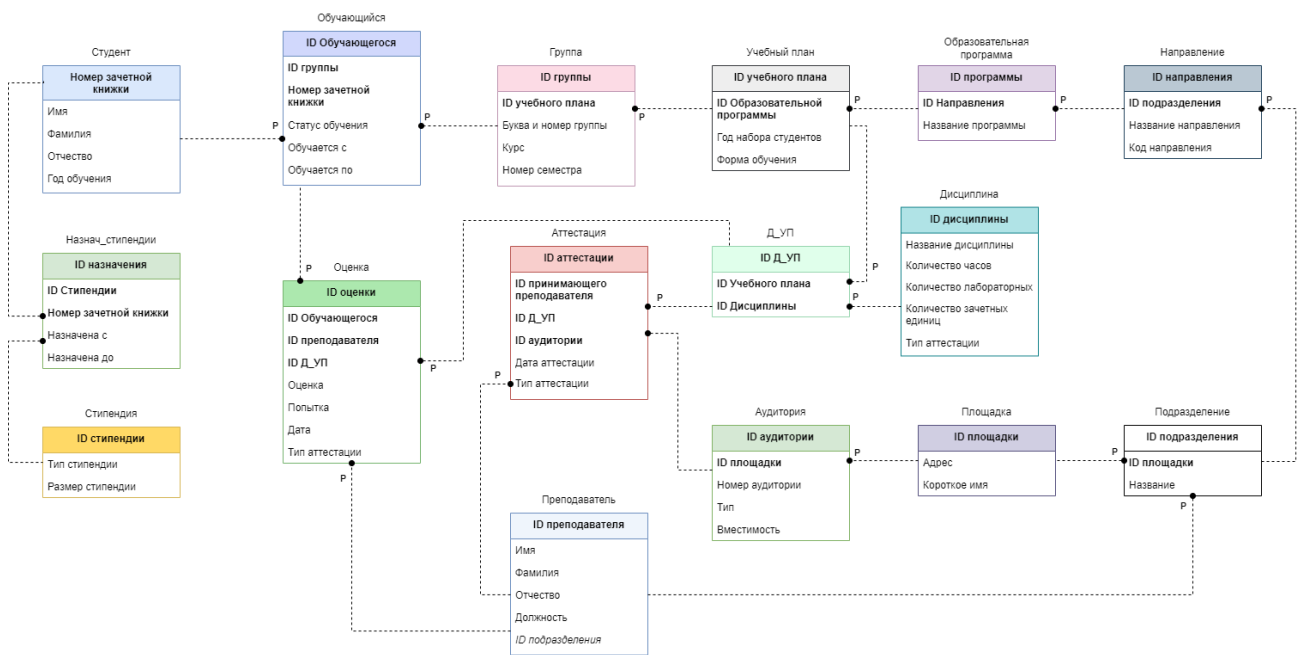 Студент
Номер зачетной
книжки
Имя
Фамилия
Отчество
Год обучения
Обучающийся
ID Обучающегося
ID группы
Номер зачетной
книжки
Статус обучения
Обучается с
Обучается по
P
P
P
Группа
ID группы
ID учебного плана
Буква и номер группы
Курс
Номер семестра
P
Учебный план
ID учебного плана
ID Образовательной
программы
Год набора студентов
Форма обучения
P
Образовательная
программа
ID программы
ID Направления
Название программы
P
Направление
ID направления
ID подразделения
Название направления
Код направления
P
Назнач_стипендии
ID назначения
ID Стипендии
Номер зачетной книжки
Назначена с
Назначена до
Оценка
ID оценки
ID Обучающегося
ID преподавателя
ID Д_УП
Оценка
Попытка
Дата
Тип аттестации
P
P
Аттестация
ID аттестации
ID принимающего
преподавателя
ID Д_УП
ID аудитории
Дата аттестации
Тип аттестации
P
P
P
Д_УП
ID Д_УП
ID Учебного плана
ID Дисциплины
P
P
Дисциплина
ID дисциплины
Название дисциплины
Количество часов
Количество лабораторных
Количество зачетных
единиц
Тип аттестации
Стипендия
ID стипендии
Тип стипендии
Размер стипендии
Преподаватель
ID преподавателя
Имя
Фамилия
Отчество
Должность
ID подразделения
Аудитория
ID аудитории
ID площадки
Номер аудитории
Тип
Вместимость
P
Площадка
ID площадки
Адрес
Короткое имя
P
Подразделение
ID подразделения
ID площадки
Название
P